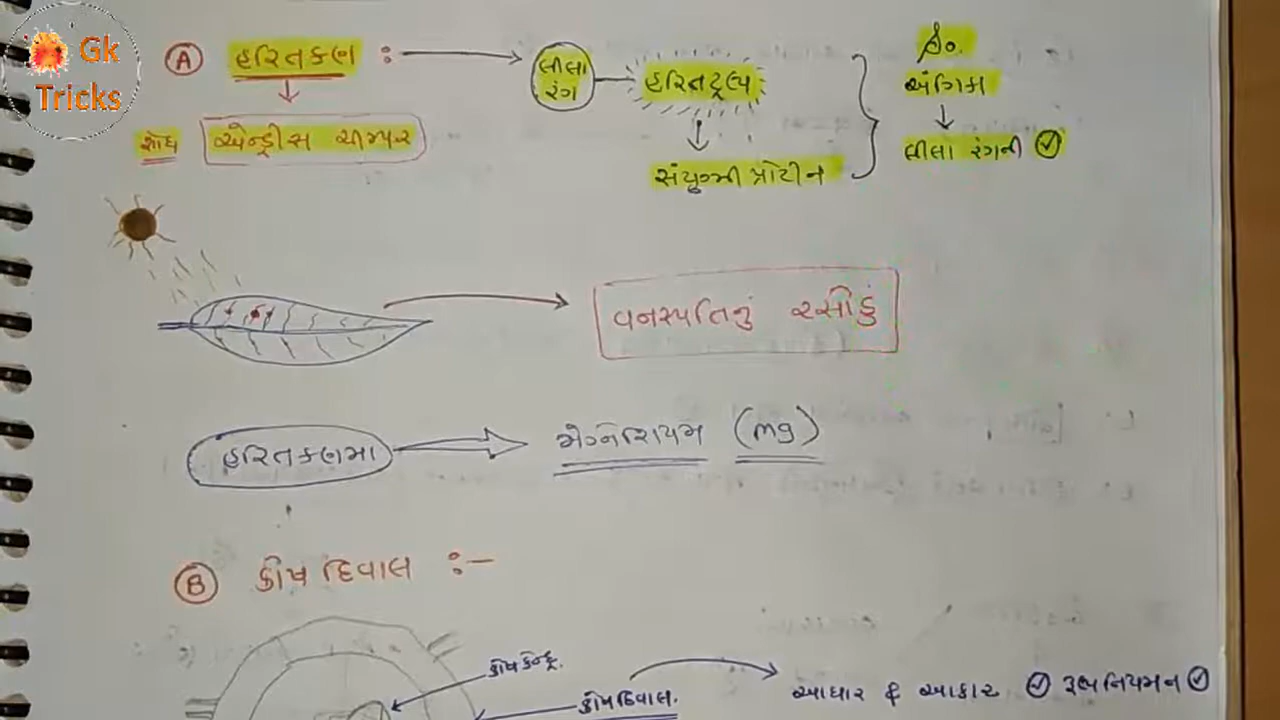 Gk
Tricks
A હરિતકણ :
લીલા
રંગ
હરિતદ્રવ્ય
શોધ એન્ડ્રીસ શીમ્પર
સંયુગ્મી પ્રોટીન
અંગિકા
લીલા રંગની
વનસ્પતિનું રસોડું
હરિતકણમાં
મેગ્નેશિયમ (mg)
B કોષ દિવાલ :-
કોષકેન્દ્ર.
કોષદિવાલ.
આધાર & આકાર